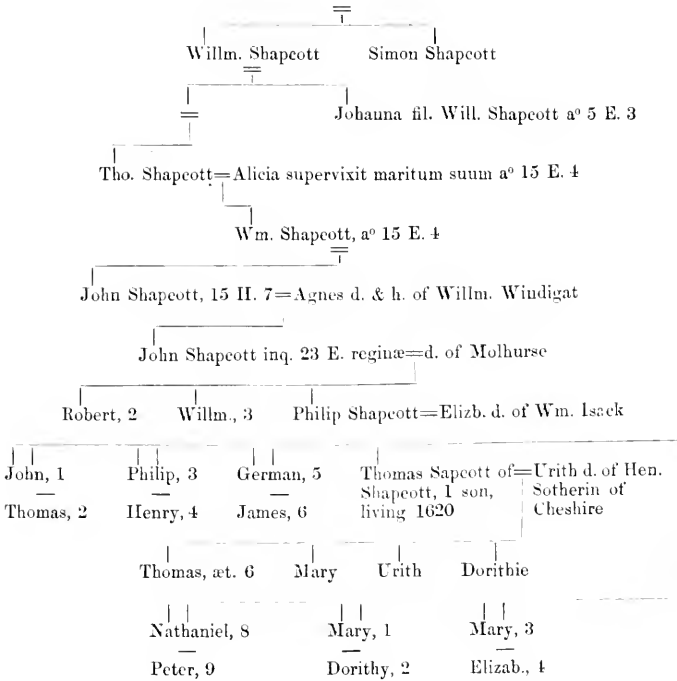 Willm. Shapcott Simon Shapcott
Johanna fil. Will. Shapcott aº 5 E. 3
Tho. Shapcott=Alicia supervixit maritum suum aº 15 E. 4
Wm. Shapcott, aº 15 E. 4
John Shapcott, 15 H. 7=Agnes d. & h. of Willm. Windigat
John Shapcott inq. 23 E. reginæ=d. of Molhurse
Robert, 2 Willm., 3 Philip Shapcott=Elizb. d. of Wm. Isaek
John, 1 Philip, 3 German, 5 Thomas Sapcott of=Urith d. of Hen.
Shapcott, 1 son, Sotherin of
Thomas, 2 Henry, 4 James, 6 living 1620 Cheshire
Thomas, æt. 6 Mary Urith Dorithie
Nathaniel, 8 Mary, 1 Mary, 3
Peter, 9 Dorithy, 2 Elizab., 4